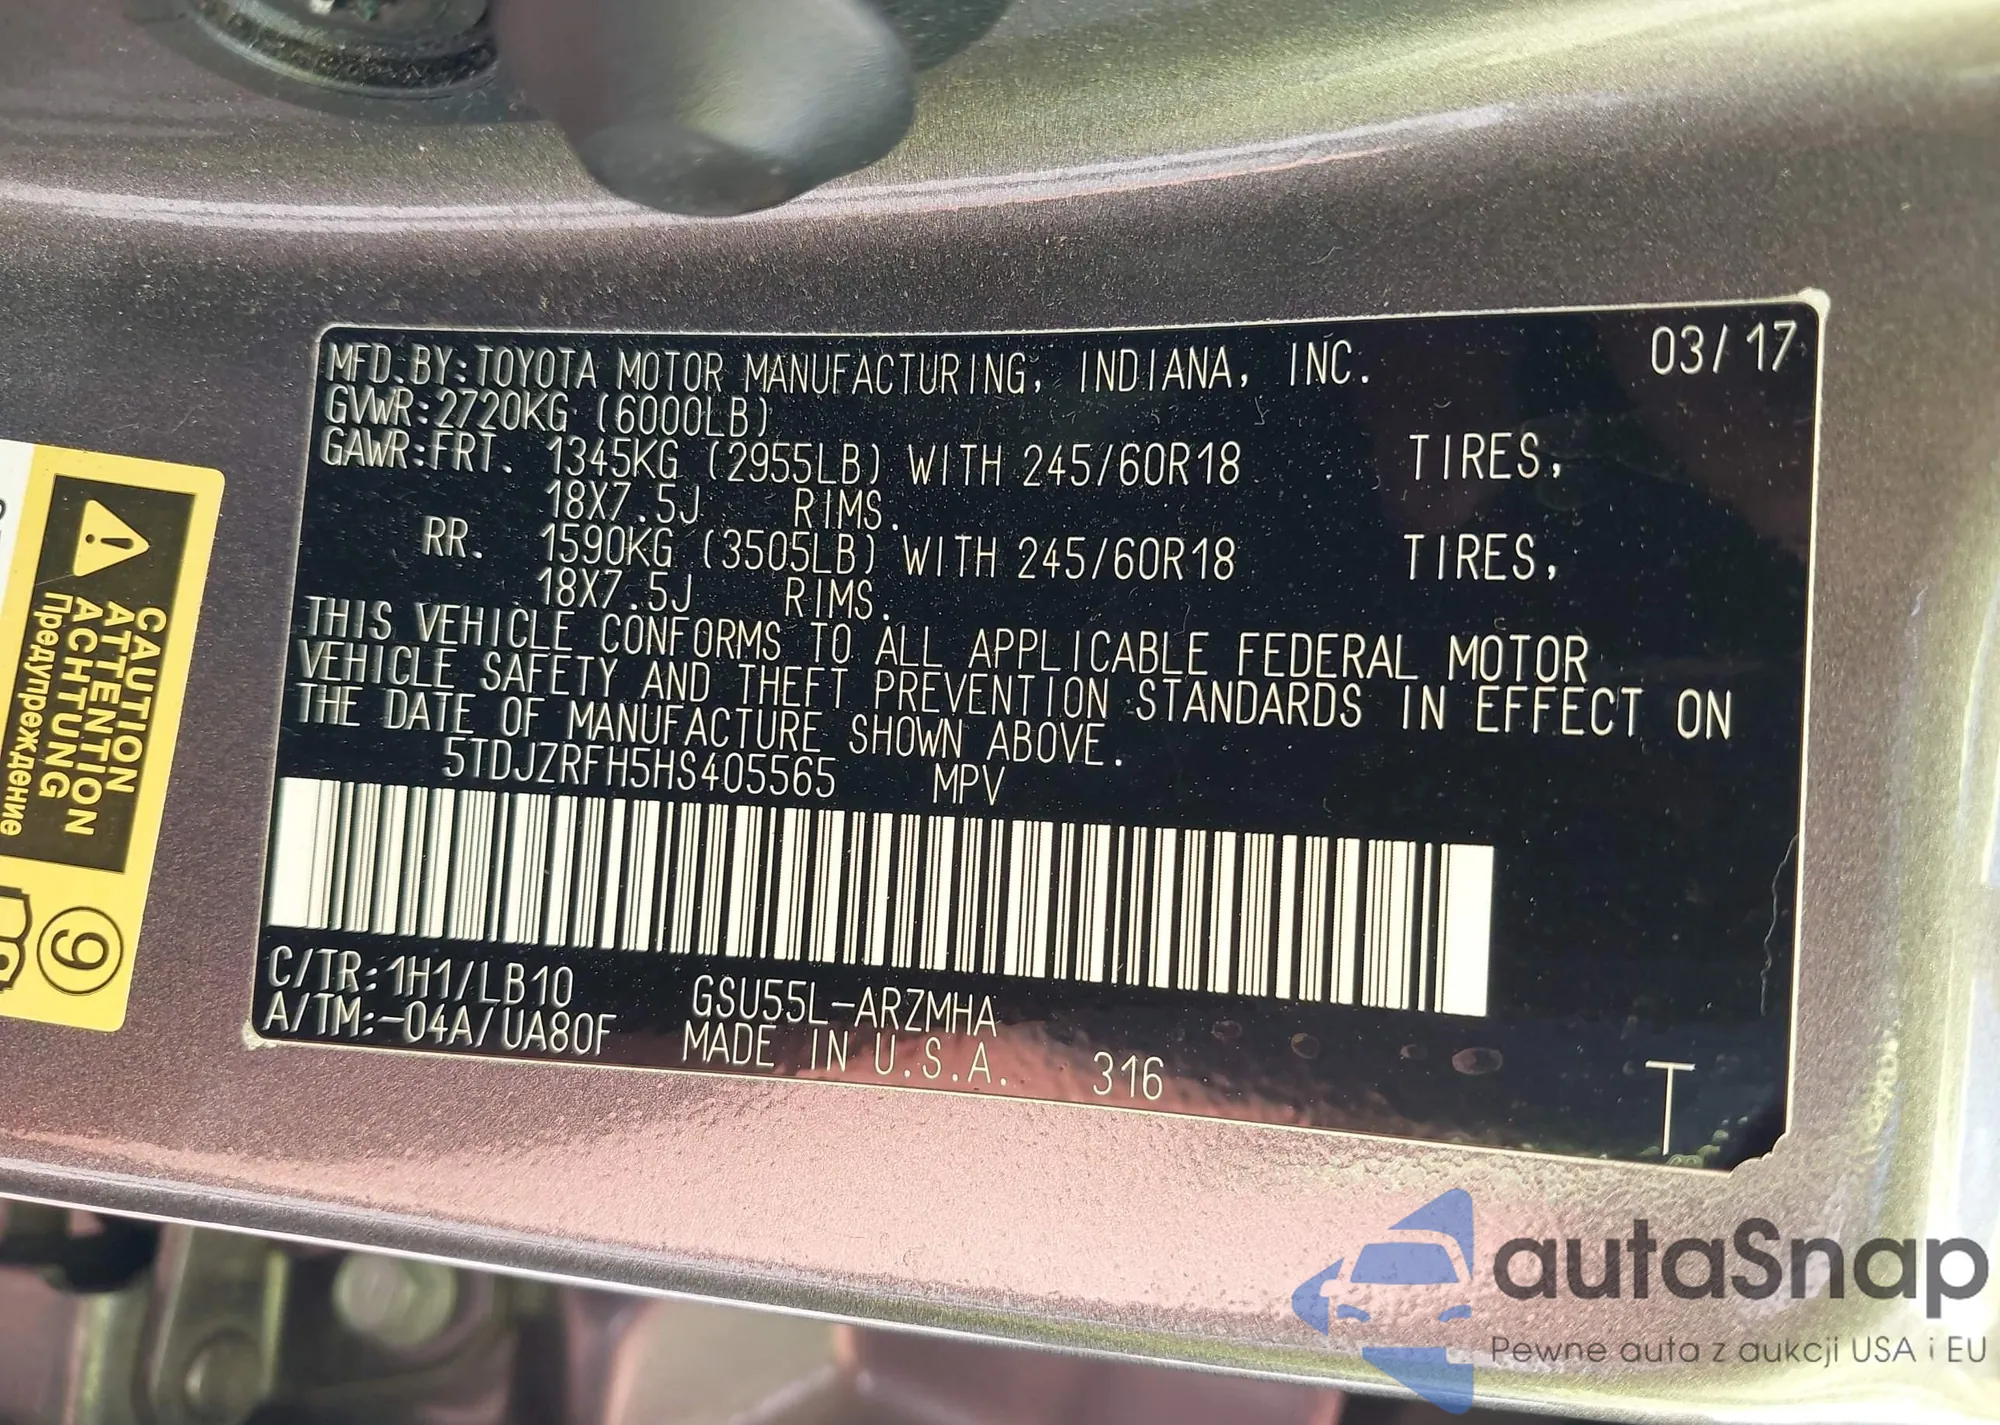 MFD.BY:TOYOTA MOTOR MANUFACTURING, INDIANA, INC. 03/17
GVWR:2720KG (6000LB)
GAWR:FRT. 1345KG (2955LB) WITH 245/60R18 TIRES,
18X7.5J RIMS.
RR. 1590KG (3505LB) WITH 245/60R18 TIRES,
18X7.5J RIMS.
THIS VEHICLE CONFORMS TO ALL APPLICABLE FEDERAL MOTOR
VEHICLE SAFETY AND THEFT PREVENTION STANDARDS IN EFFECT ON
THE DATE OF MANUFACTURE SHOWN ABOVE.
5TDJZRFH5HS405565 MPV
C/TR:1H1/LB10 GSU55L-ARZMHA
A/TM:-04A/UA80F MADE IN U.S.A. 316
T
CAUTION
ATTENTION
ACHTUNG
Предупреждение
9
autaSnap
Pewne auta z aukcji USA i EU